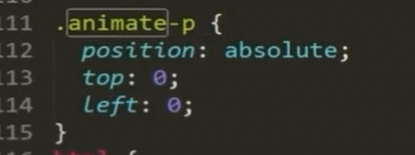 111 .animate-p {
112 position: absolute;
113 top: 0;
114 left: 0;
115 }